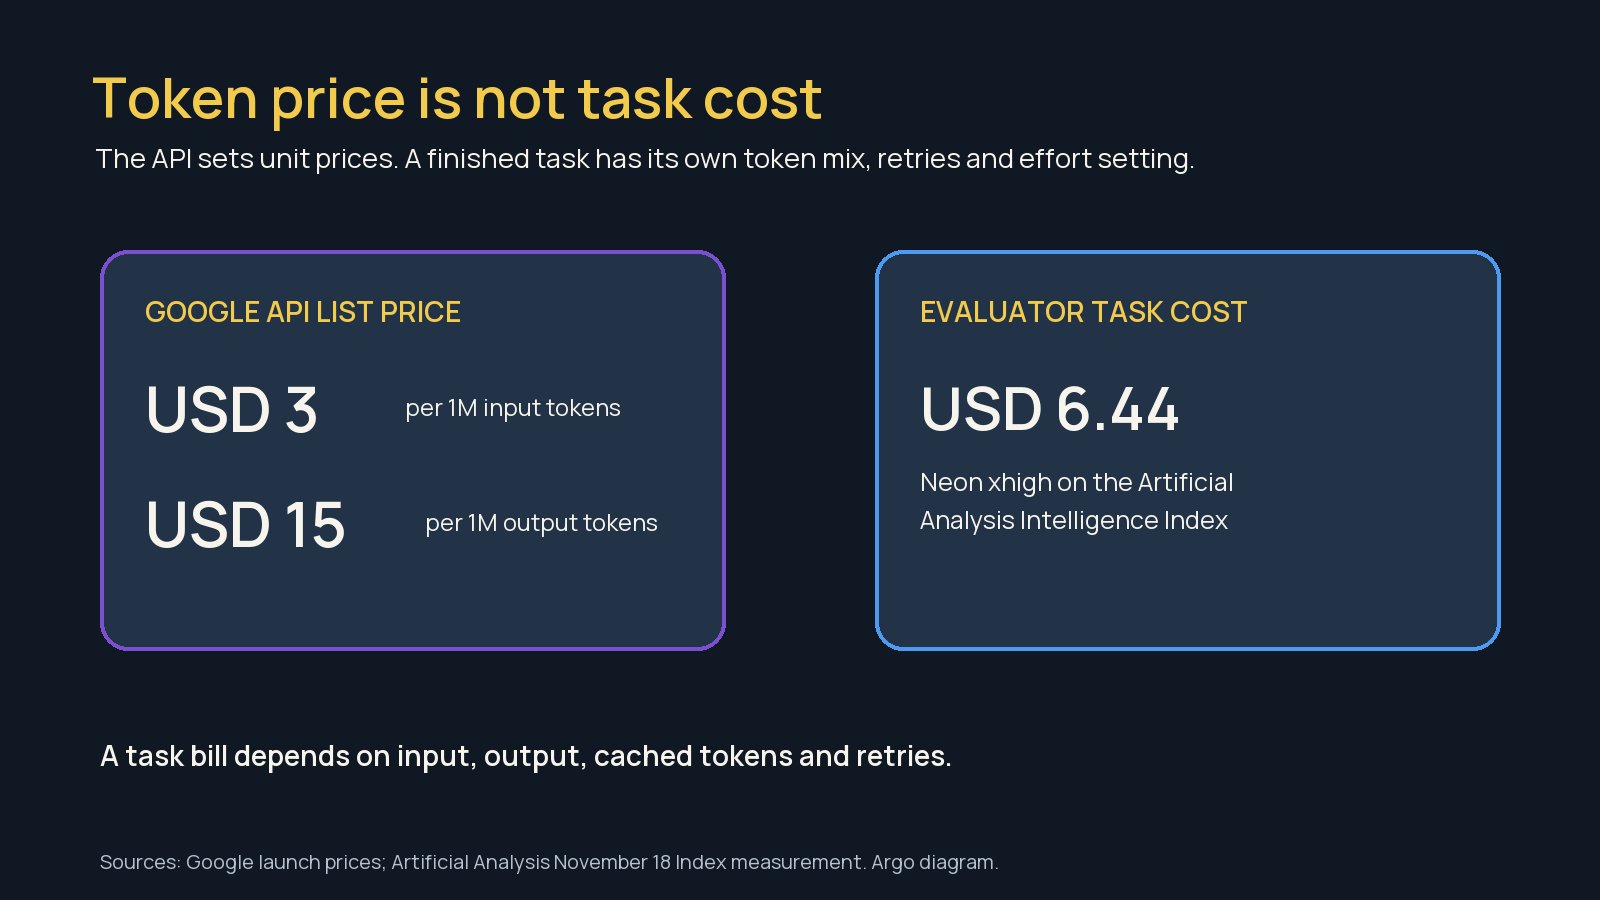 Token price is not task cost
The API sets unit prices. A finished task has its own token mix, retries and effort setting.
GOOGLE API LIST PRICE
USD 3 per 1M input tokens
USD 15 per 1M output tokens
EVALUATOR TASK COST
USD 6.44
Neon xhigh on the Artificial
Analysis Intelligence Index
A task bill depends on input, output, cached tokens and retries.
Sources: Google launch prices; Artificial Analysis November 18 Index measurement. Argo diagram.